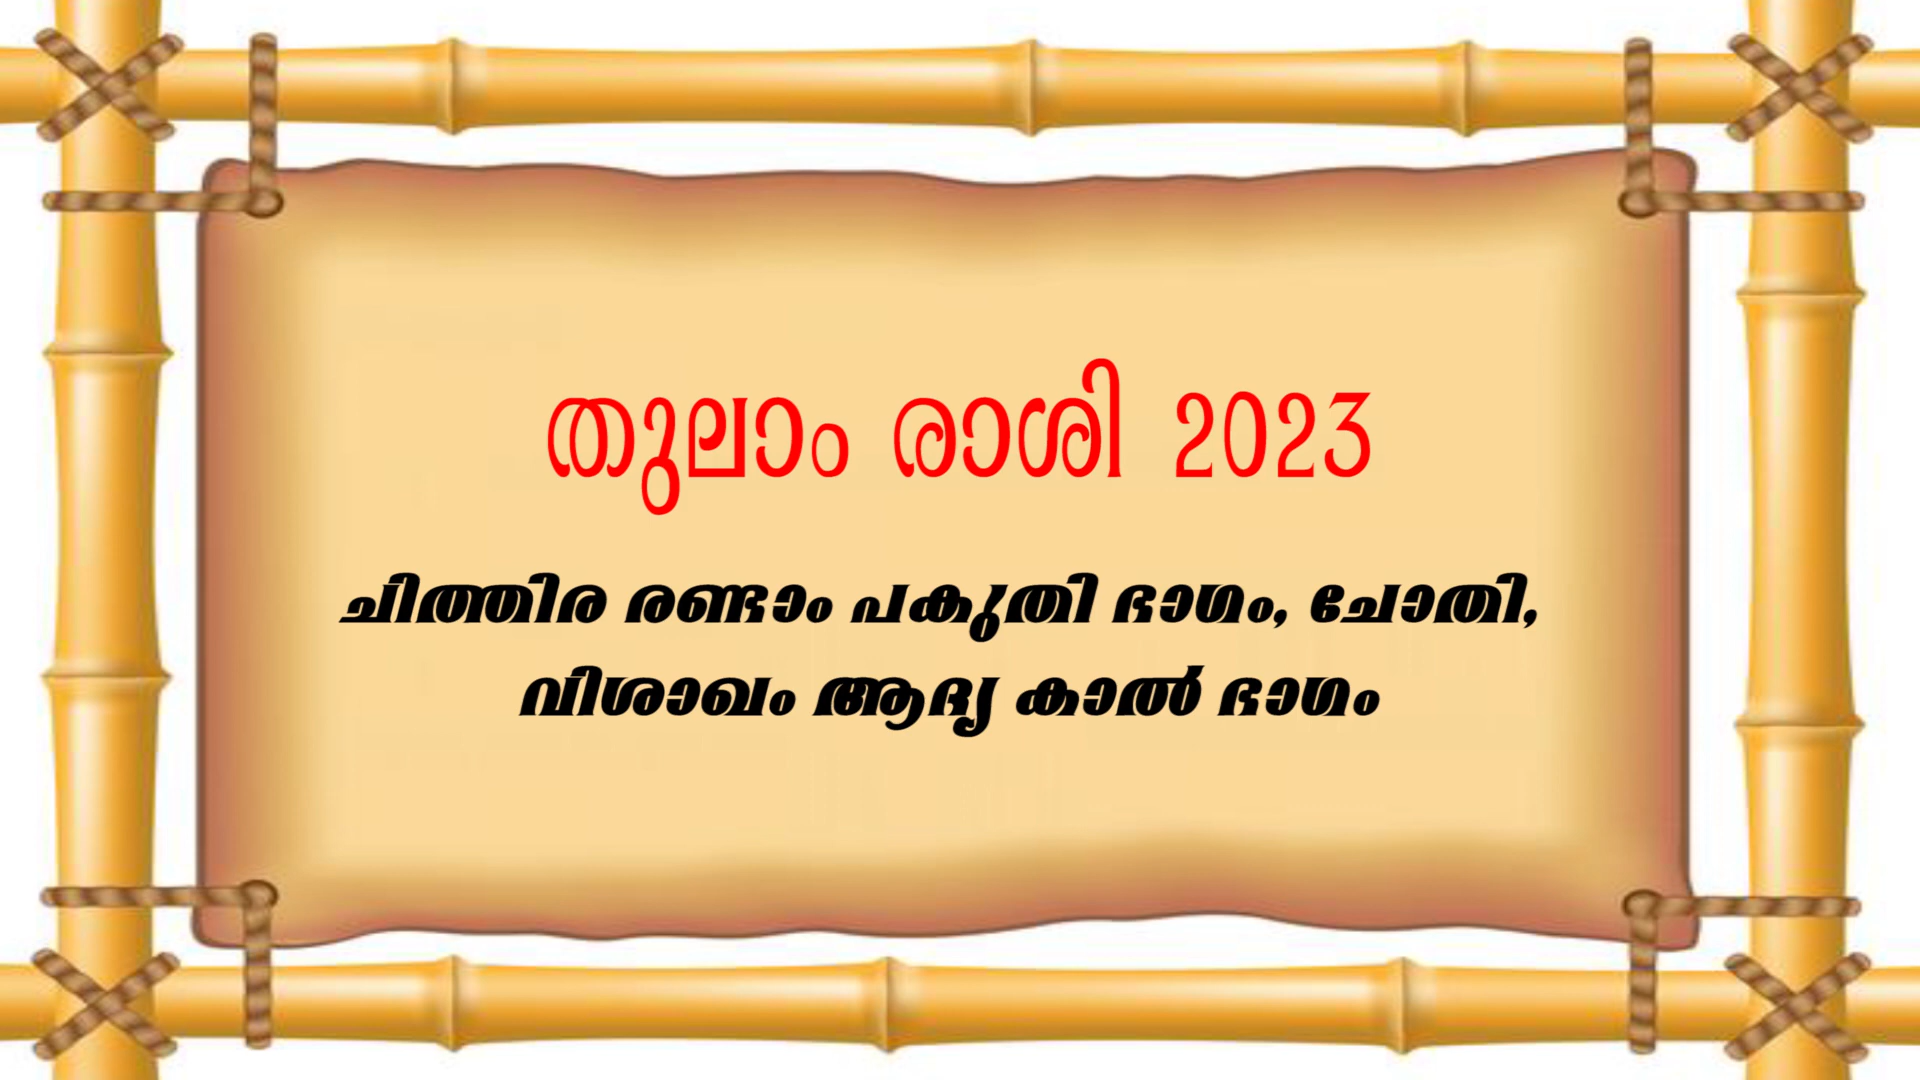 തുലാം രാശി 2023
ചിത്തിര രണ്ടാം പകുതി ഭാഗം, ചോതി,
വിശാഖം ആദ്യ കാൽ ഭാഗം